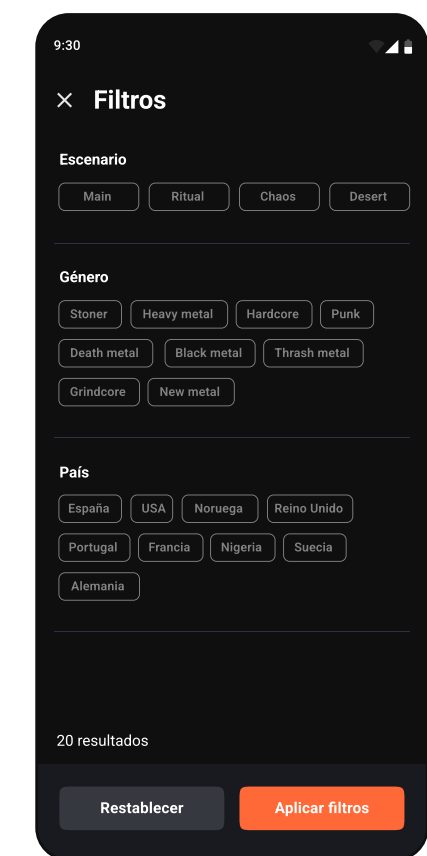 9:30
Filtros
Escenario
Main Ritual Chaos Desert
Género
Stoner Heavy metal Hardcore Punk
Death metal Black metal Thrash metal
Grindcore New metal
País
España USA Noruega Reino Unido
Portugal Francia Nigeria Suecia
Alemania
20 resultados
Restablecer Aplicar filtros